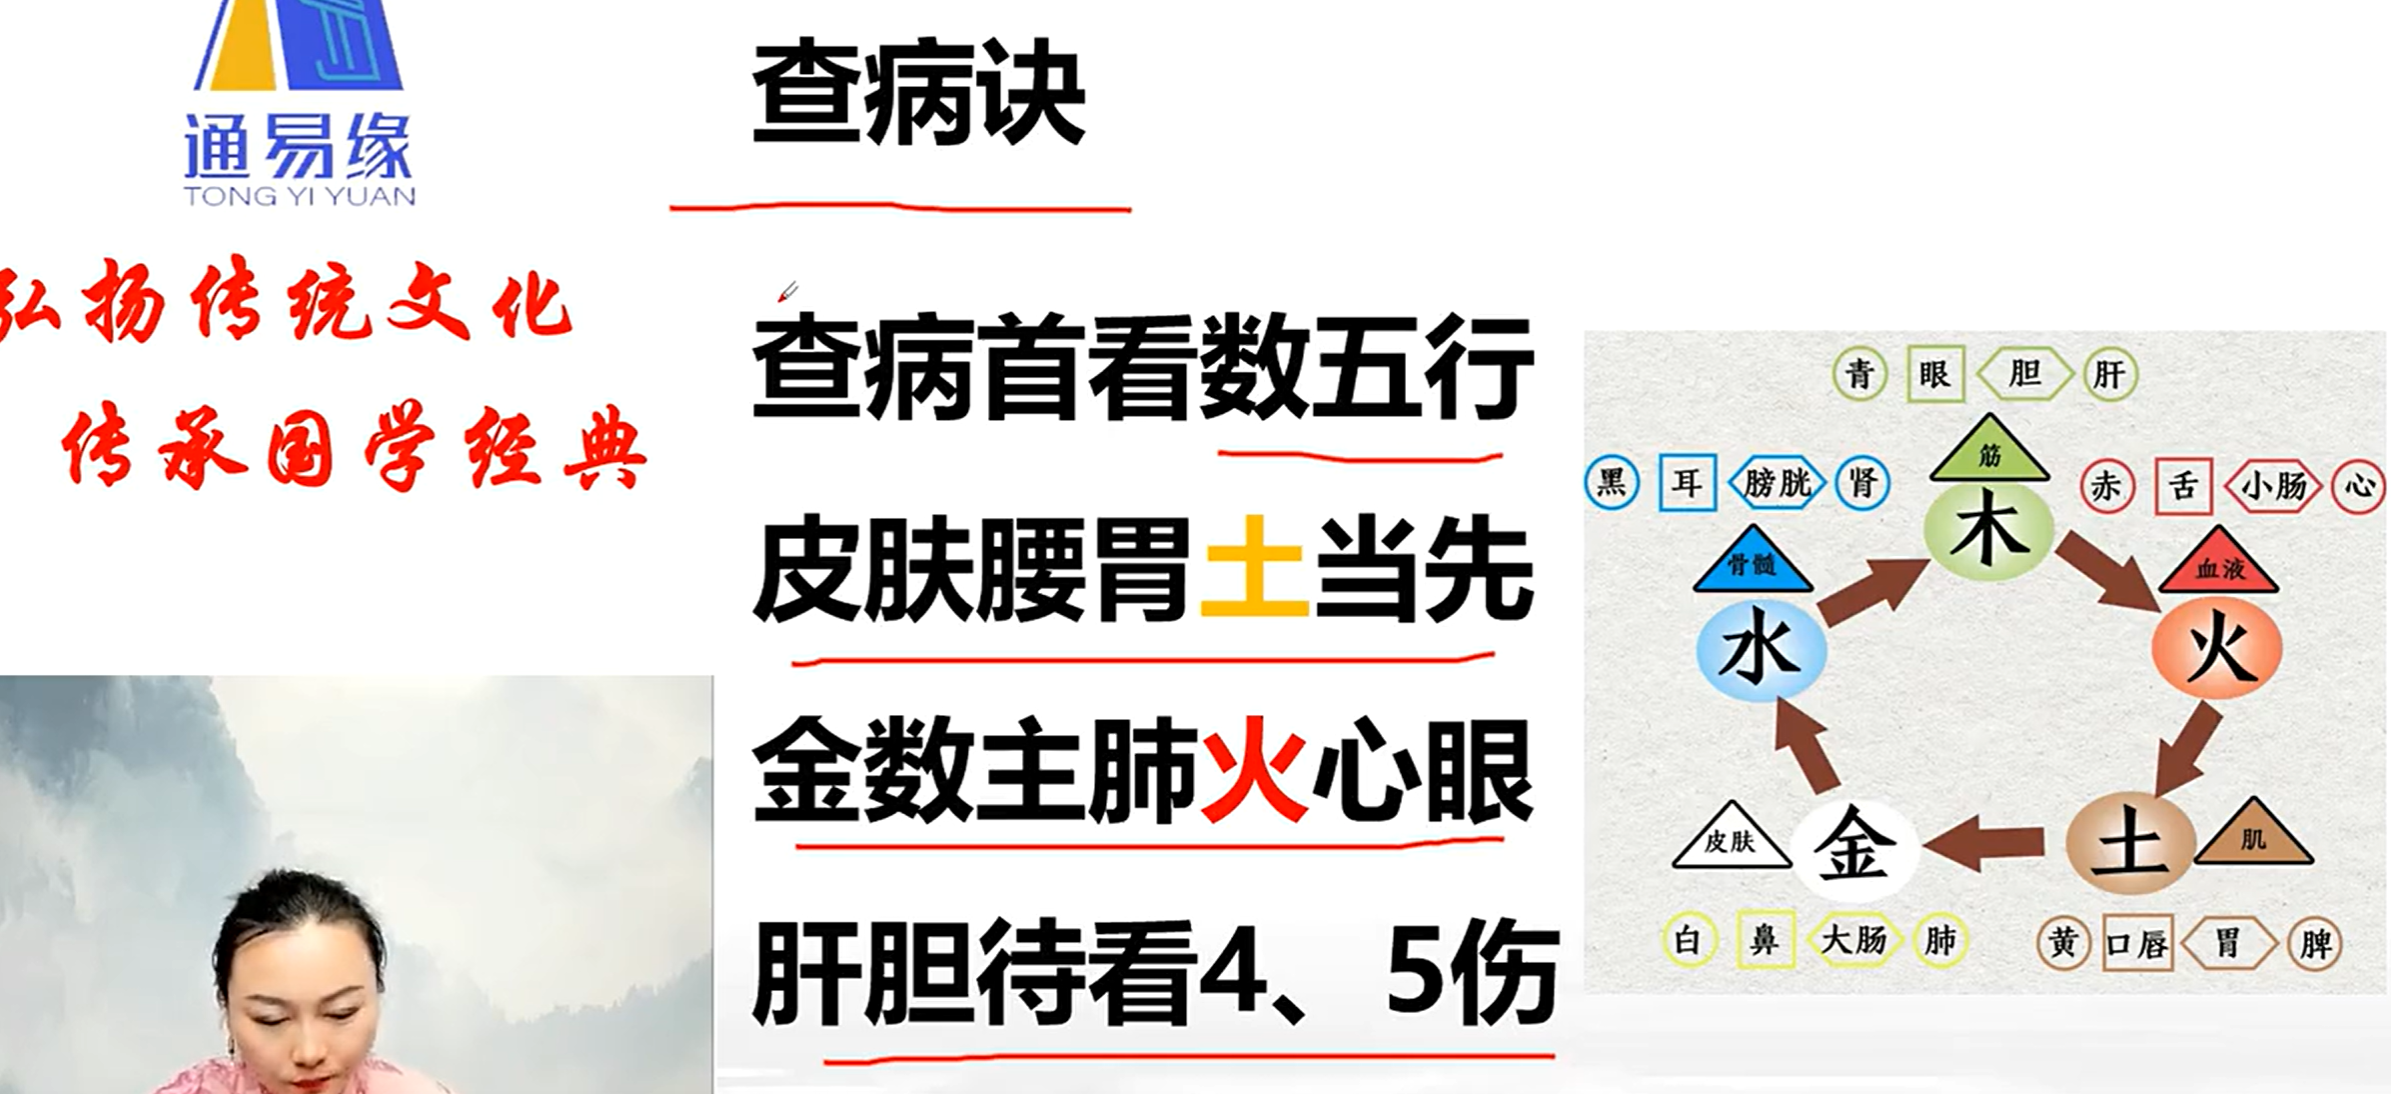 通易缘
TONG YI YUAN
弘扬传统文化
传承国学经典
查病诀
查病首看数五行
皮肤腰胃土当先
金数主肺火心眼
肝胆待看4、5伤
青 眼 胆 肝
筋
木
黑 耳 膀胱 肾
骨髓
水
赤 舌 小肠 心
血液
火
皮肤
金
土
肌
白 鼻 大肠 肺
黄 口唇 胃 脾